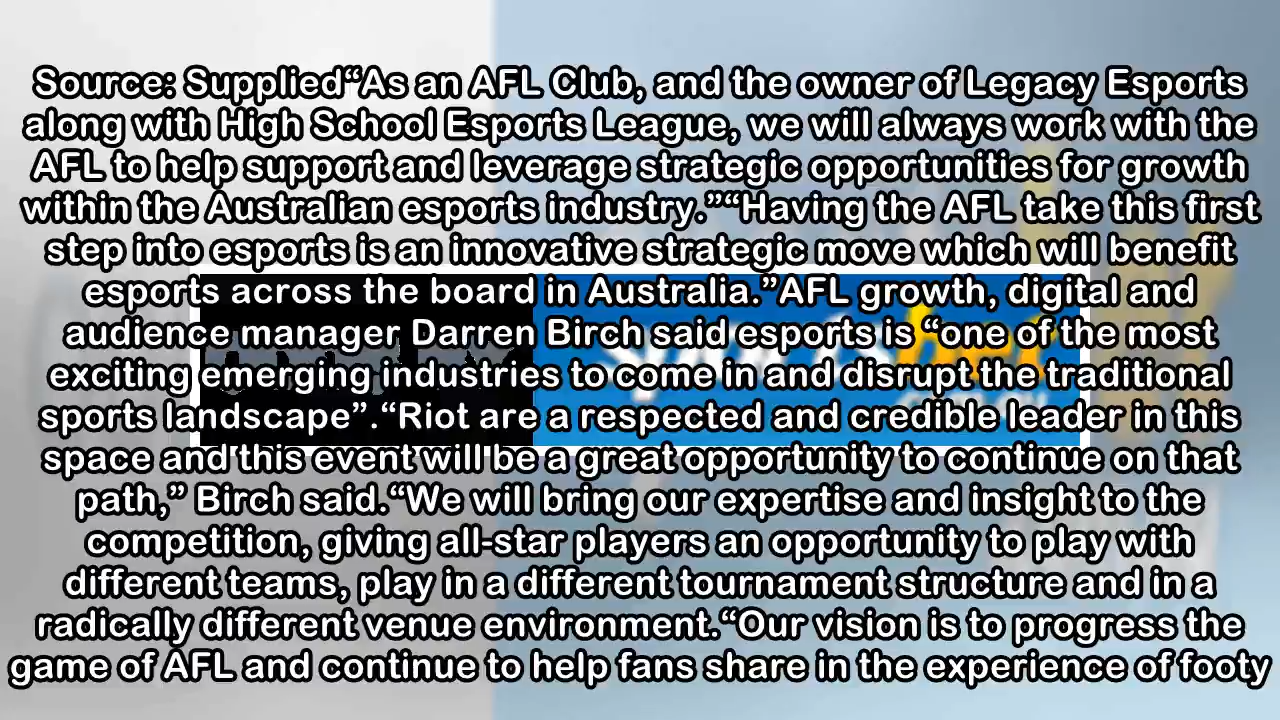 Source: Supplied“As an AFL Club, and the owner of Legacy Esports
along with High School Esports League, we will always work with the
AFL to help support and leverage strategic opportunities for growth
within the Australian esports industry.”“Having the AFL take this first
step into esports is an innovative strategic move which will benefit
esports across the board in Australia.”AFL growth, digital and
audience manager Darren Birch said esports is “one of the most
exciting emerging industries to come in and disrupt the traditional
sports landscape”.“Riot are a respected and credible leader in this
space and this event will be a great opportunity to continue on that
path,” Birch said.“We will bring our expertise and insight to the
competition, giving all-star players an opportunity to play with
different teams, play in a different tournament structure and in a
radically different venue environment.“Our vision is to progress the
game of AFL and continue to help fans share in the experience of footy